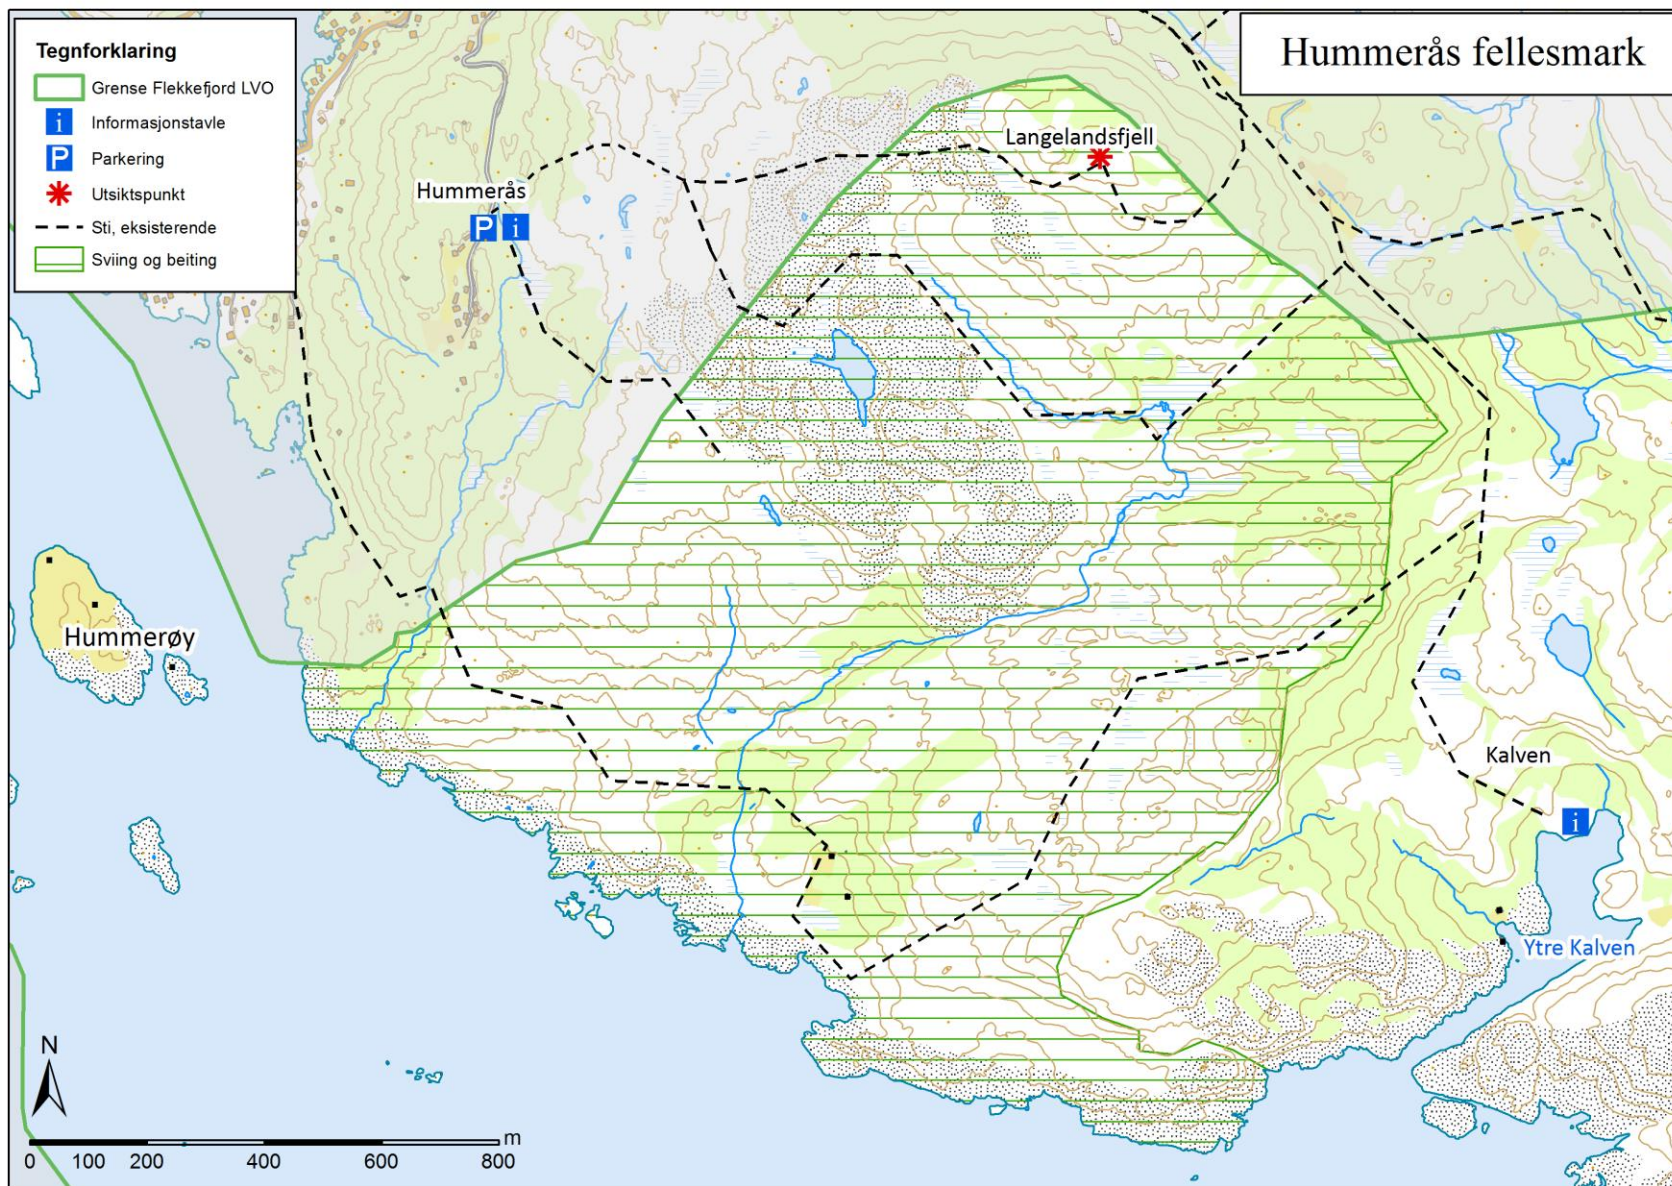 Hummerås fellesmark
Tegnforklaring
Grense Flekkefjord LVO
i Informasjonstavle
P Parkering
Utsiktspunkt
Sti, eksisterende
Sviing og beiting
Langelandsfjell
Hummerås
P i
Hummerøy
Kalven
i
Ytre Kalven
N
m
0 100 200 400 600 800